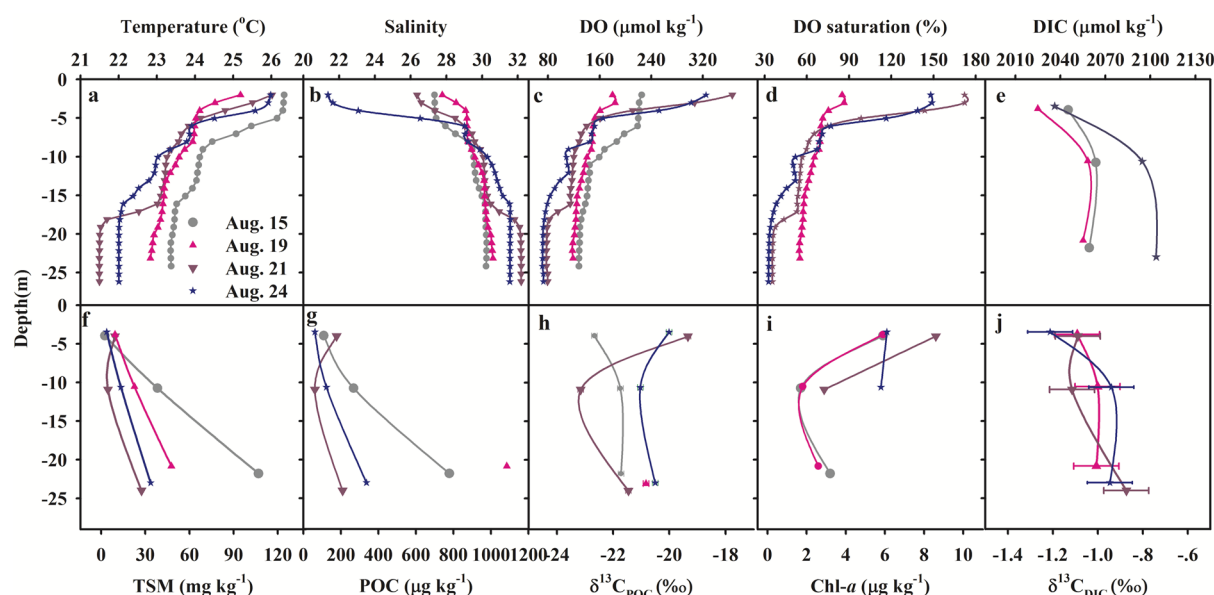 Temperature (°C) Salinity DO (μmol kg⁻¹) DO saturation (%) DIC (μmol kg⁻¹)
21 22 23 24 25 26 20 22 24 26 28 30 32 80 160 240 320 30 60 90 120 150 2010 2040 2070 2100 2130
Depth(m)
0
-5
-10
-15
-20
-25
a b c d e
Aug. 15
Aug. 19
Aug. 21
Aug. 24
0
-5
-10
-15
-20
-25
f g h i j
0 30 60 90 120 0 200 400 600 800 1000 1200 -24 -22 -19 -18 0 2 4 6 8 10 -1.4 -1.2 -1.0 -.8 -.6
TSM (mg kg⁻¹) POC (μg kg⁻¹) δ¹³C_POC (‰) Chl-a (μg kg⁻¹) δ¹³C_DIC (‰)